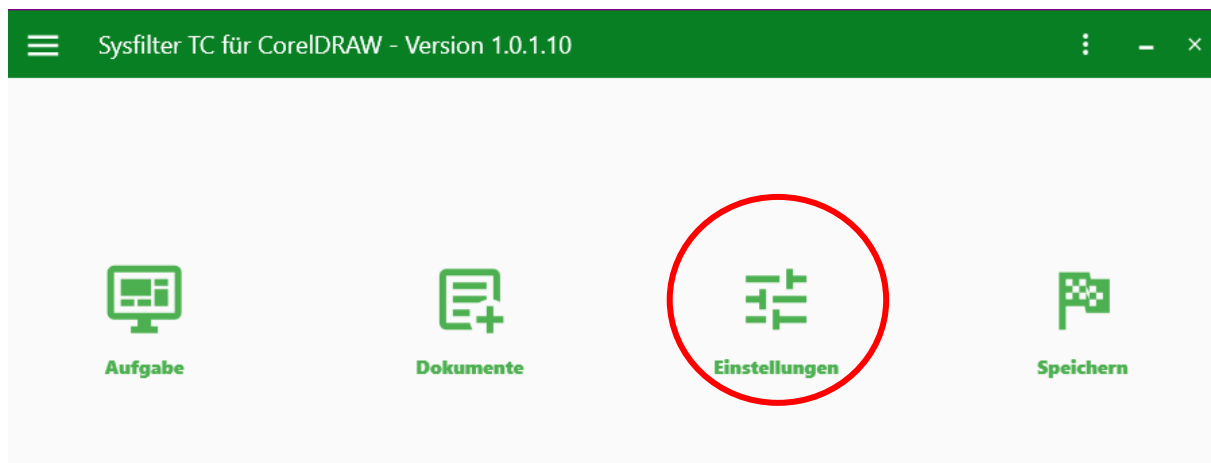 Sysfilter TC für CorelDRAW - Version 1.0.1.10
Aufgabe
Dokumente
Einstellungen
Speichern